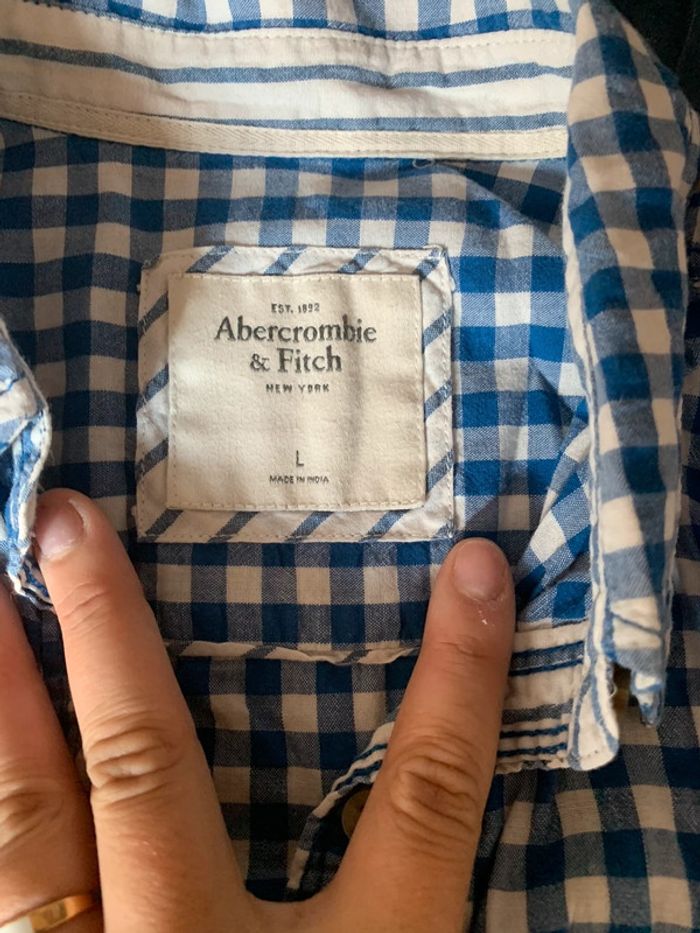 EST. 1892
Abercrombie
& Fitch
NEW YORK
L
MADE IN INDIA